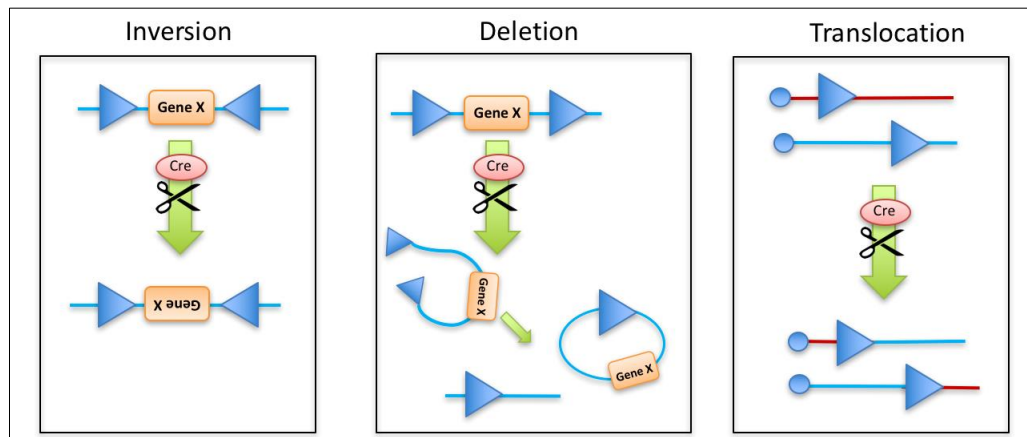 Inversion
Gene X
Cre
Gene X
Deletion
Gene X
Cre
Gene X
Gene X
Translocation
Cre